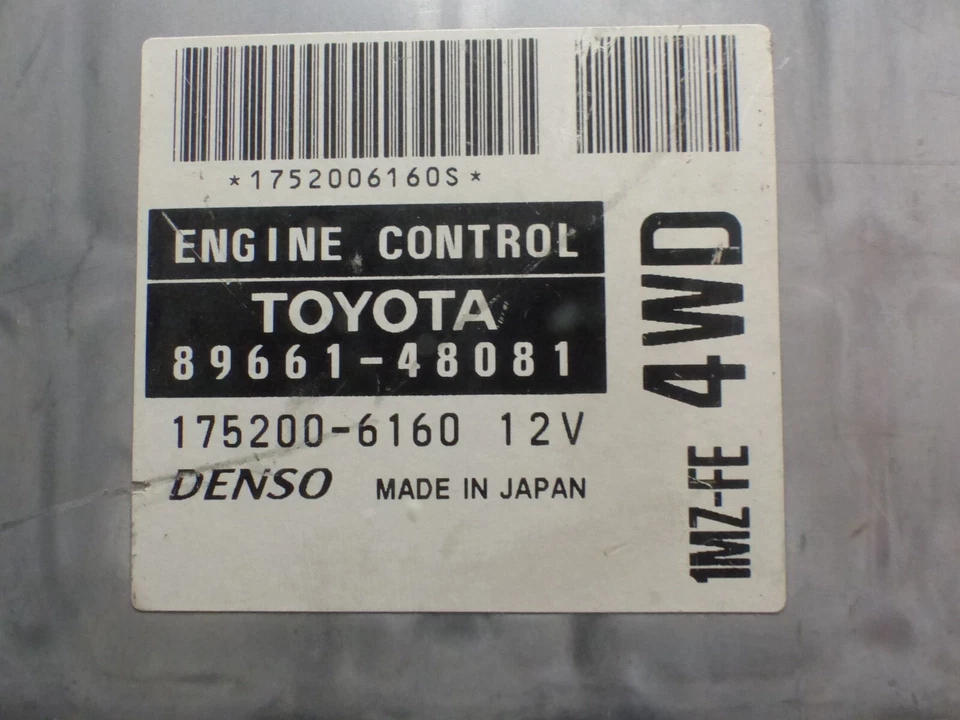 *1752006160S*
ENGINE CONTROL
TOYOTA
89661-48081
175200-6160 12V
DENSO MADE IN JAPAN
1MZ-FE 4WD